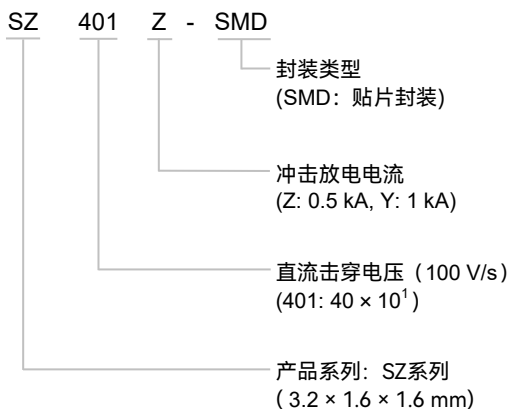 SZ 401 Z - SMD
封装类型
(SMD：贴片封装)
冲击放电电流
(Z: 0.5 kA, Y: 1 kA)
直流击穿电压（100 V/s）
(401: 40 × 10¹)
产品系列：SZ系列
( 3.2 × 1.6 × 1.6 mm)